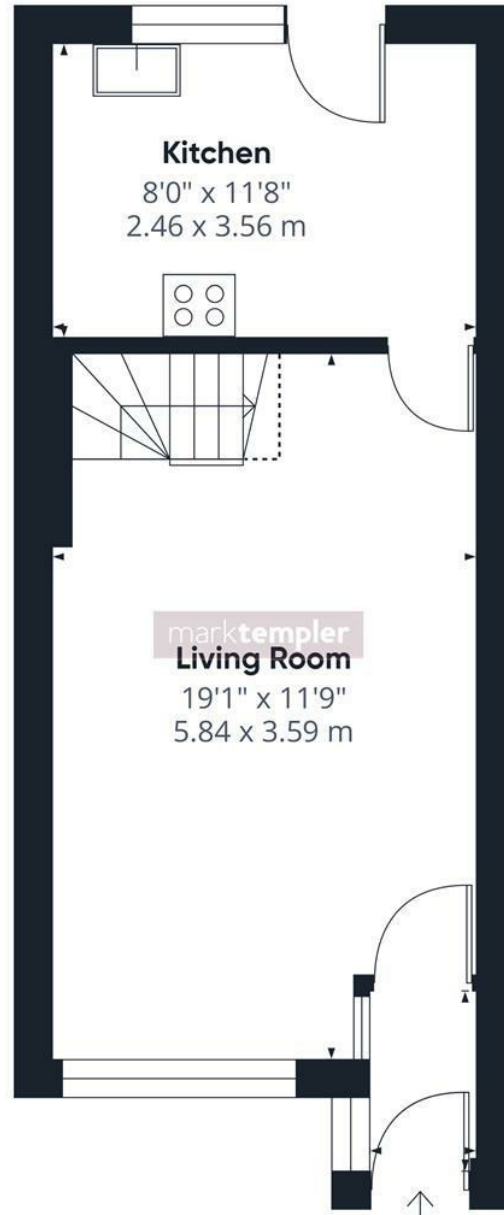 Kitchen
8'0" x 11'8"
2.46 x 3.56 m
marktempler
Living Room
19'1" x 11'9"
5.84 x 3.59 m